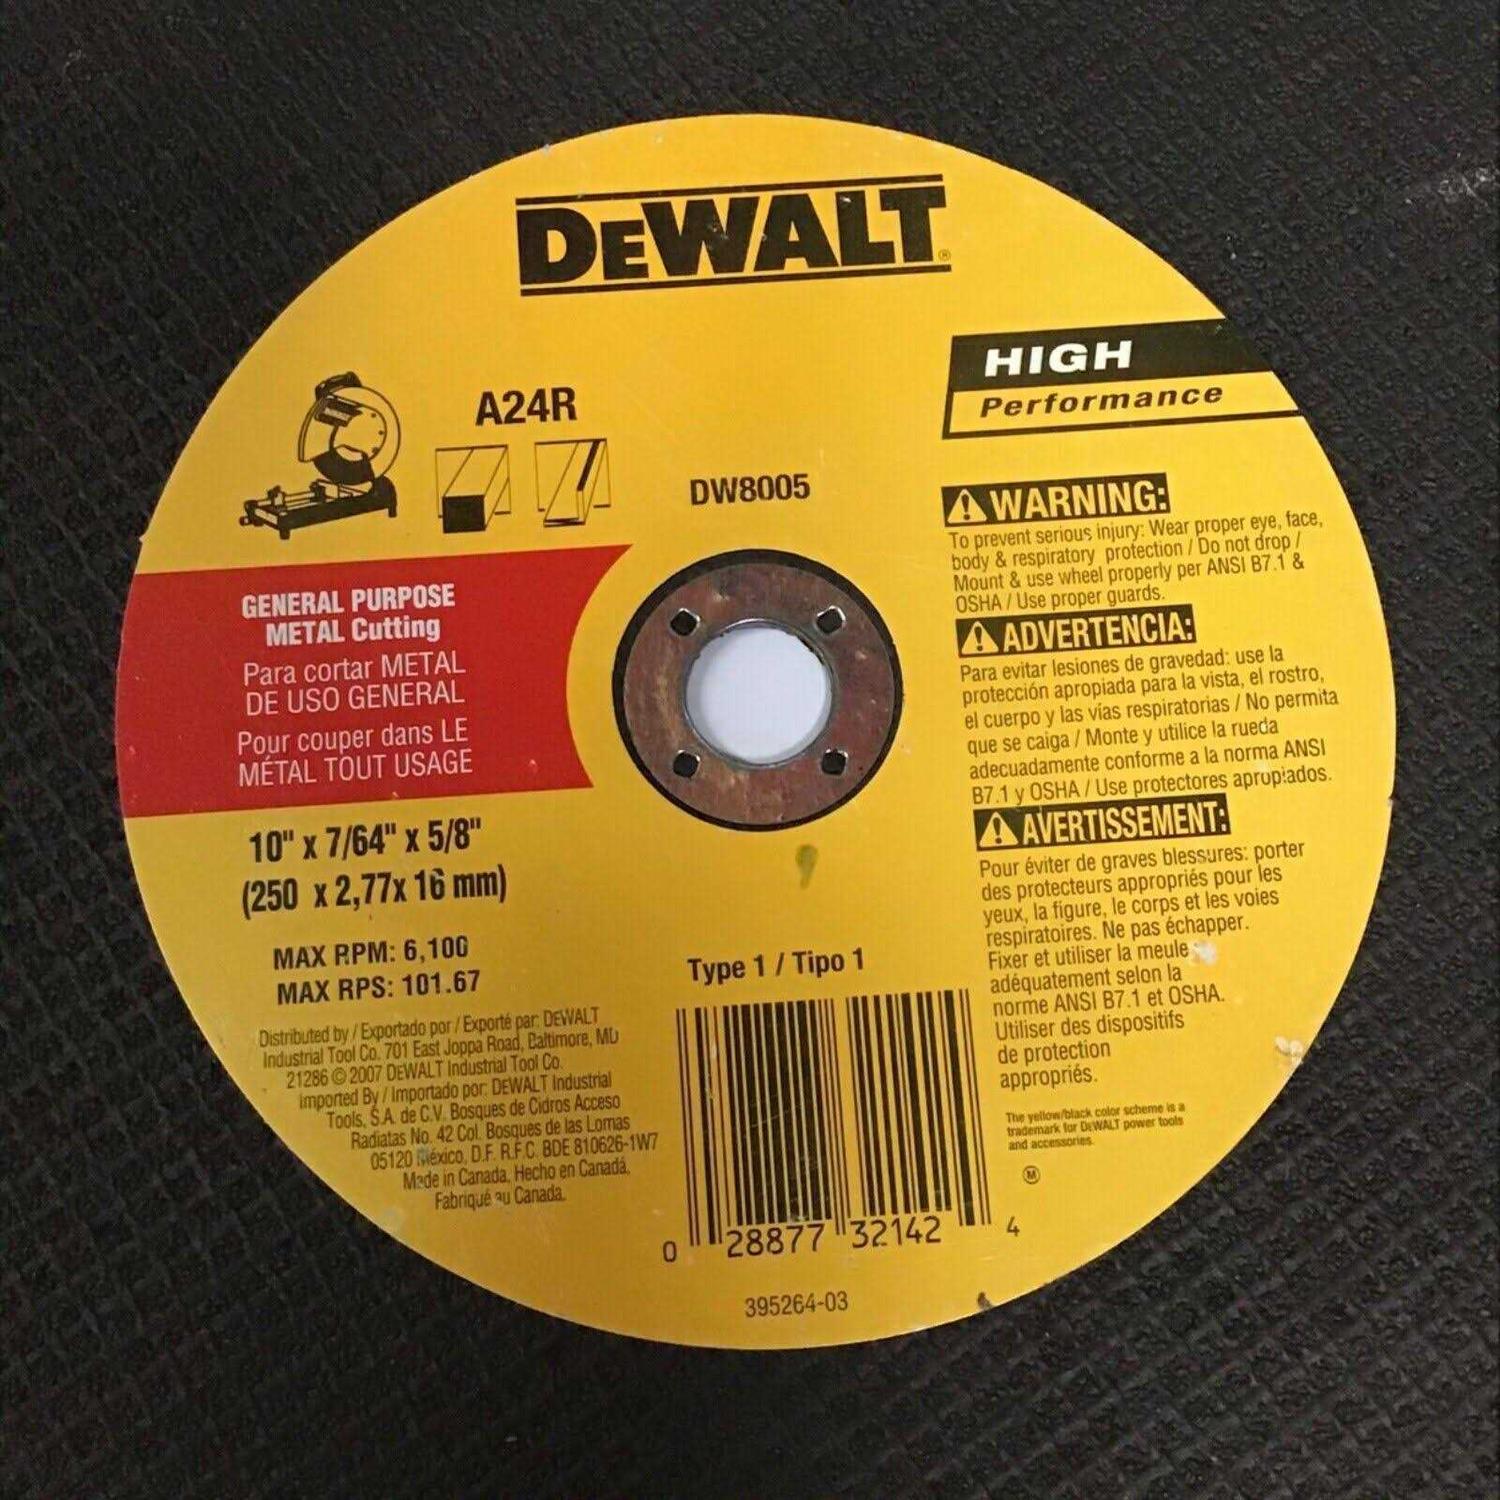 DEWALT®
HIGH
Performance
A24R
DW8005
GENERAL PURPOSE
METAL Cutting
Para cortar METAL
DE USO GENERAL
Pour couper dans LE
MÉTAL TOUT USAGE
10" x 7/64" x 5/8"
(250 x 2,77x 16 mm)
MAX RPM: 6,100
MAX RPS: 101.67
Distributed by / Exportado por / Exporté par: DEWALT
Industrial Tool Co. 701 East Joppa Road, Baltimore, MD
21286 © 2007 DEWALT Industrial Tool Co.
Imported By / Importado por: DEWALT Industrial
Tools, S.A. de C.V. Bosques de Cidros Acceso
Radiatas No. 42 Col. Bosques de las Lomas
05120 México, D.F. R.F.C. BDE 810626-1W7
Made in Canada, Hecho en Canadá,
Fabriqué au Canada.
Type 1 / Tipo 1
0 28877 32142 4
395264-03
⚠WARNING:
To prevent serious injury: Wear proper eye, face,
body & respiratory protection / Do not drop /
Mount & use wheel properly per ANSI B7.1 &
OSHA / Use proper guards.
⚠ADVERTENCIA:
Para evitar lesiones de gravedad: use la
protección apropiada para la vista, el rostro,
el cuerpo y las vías respiratorias / No permita
que se caiga / Monte y utilice la rueda
adecuadamente conforme a la norma ANSI
B7.1 y OSHA / Use protectores apropiados.
⚠AVERTISSEMENT:
Pour éviter de graves blessures: porter
des protecteurs appropriés pour les
yeux, la figure, le corps et les voies
respiratoires. Ne pas échapper.
Fixer et utiliser la meule
adéquatement selon la
norme ANSI B7.1 et OSHA.
Utiliser des dispositifs
de protection
appropriés.
The yellow/black color scheme is a
trademark for DEWALT power tools
and accessories.
Ⓜ